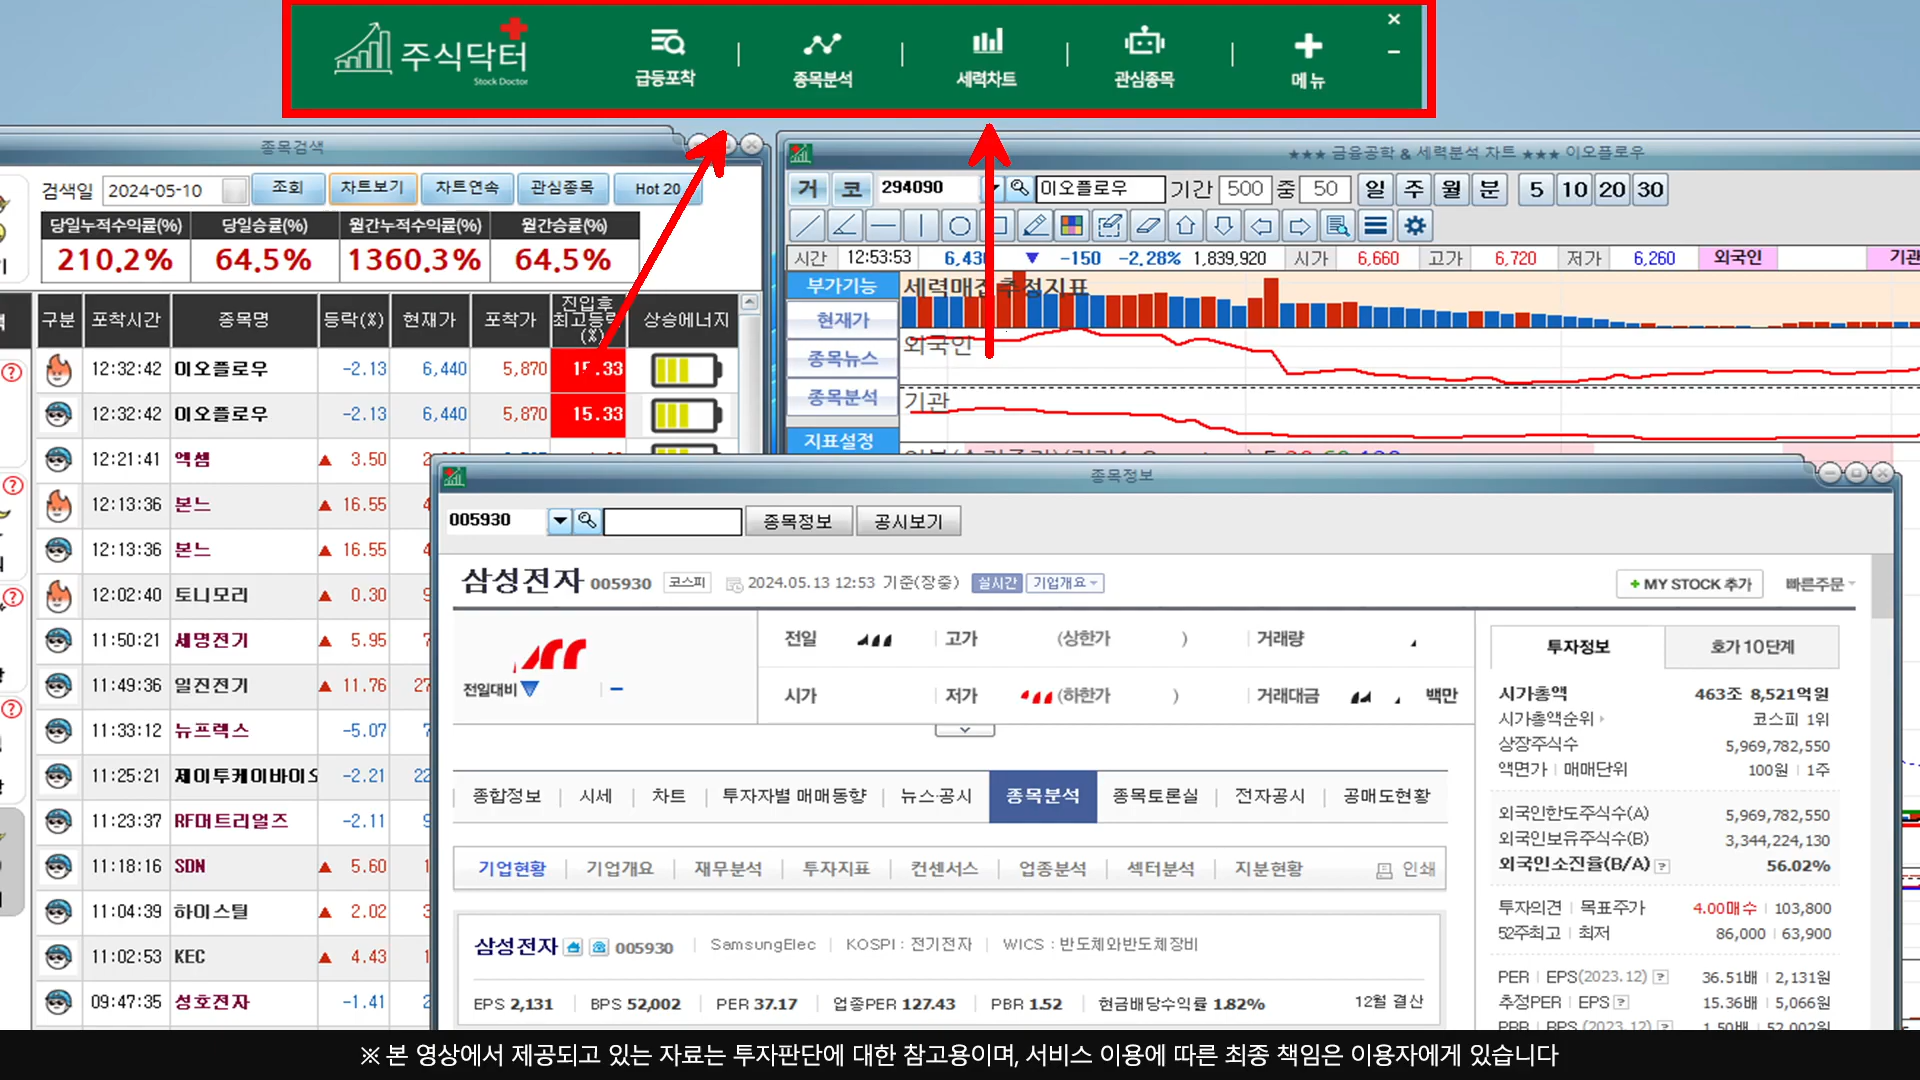 주식닥터
Stock Doctor
급등포착
종목분석
세력차트
관심종목
메뉴
종목검색
검색일 2024-05-10 조회 차트보기 차트연속 관심종목 Hot 20
당일누적수익률(%) 당일승률(%) 월간누적수익률(%) 월간승률(%)
210.2% 64.5% 1360.3% 64.5%
구분 포착시간 종목명 등락(%) 현재가 포착가 진입후 최고등락 (%) 상승에너지
12:32:42 이오플로우 -2.13 6,440 5,870 15.33
12:32:42 이오플로우 -2.13 6,440 5,870 15.33
12:21:41 엑셈 ▲ 3.50
12:13:36 본느 ▲ 16.55
12:13:36 본느 ▲ 16.55
12:02:40 토니모리 ▲ 0.30
11:50:21 세명전기 ▲ 5.95
11:49:36 일진전기 ▲ 11.76
11:33:12 뉴프렉스 -5.07
11:25:21 제이투케이바이오 -2.21
11:23:37 RF머트리얼즈 -2.11
11:18:16 SDN ▲ 5.60
11:04:39 하이스틸 ▲ 2.02
11:02:53 KEC ▲ 4.43
09:47:35 성호전자 -1.41
★★★ 금융공학 & 세력분석 차트 ★★★ 이오플로우
거 코 294090 이오플로우 기간 500 중 50 일 주 월 분 5 10 20 30
시간 12:53:53 6,430 ▼ -150 -2.28% 1,839,920 시가 6,660 고가 6,720 저가 6,260 외국인 기관
부가기능
현재가
종목뉴스
종목분석
지표설정
세력매집 추정지표
외국인
기관
종목정보
005930 종목정보 공시보기
삼성전자 005930 코스피 2024.05.13 12:53 기준(장중) 실시간 기업개요
+ MY STOCK 추가 빠른주문
전일 고가 (상한가 ) 거래량
전일대비 ▼ -
시가 저가 (하한가 ) 거래대금 백만
종합정보 시세 차트 투자자별 매매동향 뉴스·공시 종목분석 종목토론실 전자공시 공매도현황
기업현황 기업개요 재무분석 투자지표 컨센서스 업종분석 섹터분석 지분현황 인쇄
삼성전자 005930 SamsungElec KOSPI : 전기전자 WICS : 반도체와반도체장비
EPS 2,131 BPS 52,002 PER 37.17 업종PER 127.43 PBR 1.52 현금배당수익률 1.82% 12월 결산
투자정보 호가 10단계
시가총액 463조 8,521억원
시가총액순위 코스피 1위
상장주식수 5,969,782,550
액면가 매매단위 100원 1주
외국인한도주식수(A) 5,969,782,550
외국인보유주식수(B) 3,344,224,130
외국인소진율(B/A) ? 56.02%
투자의견 목표주가 4.00매수 103,800
52주최고 최저 86,000 63,900
PER EPS(2023.12) ? 36.51배 2,131원
추정PER EPS ? 15.36배 5,066원
PBR BPS (2023.12) ? 1.50배 52,002원
※ 본 영상에서 제공되고 있는 자료는 투자판단에 대한 참고용이며, 서비스 이용에 따른 최종 책임은 이용자에게 있습니다